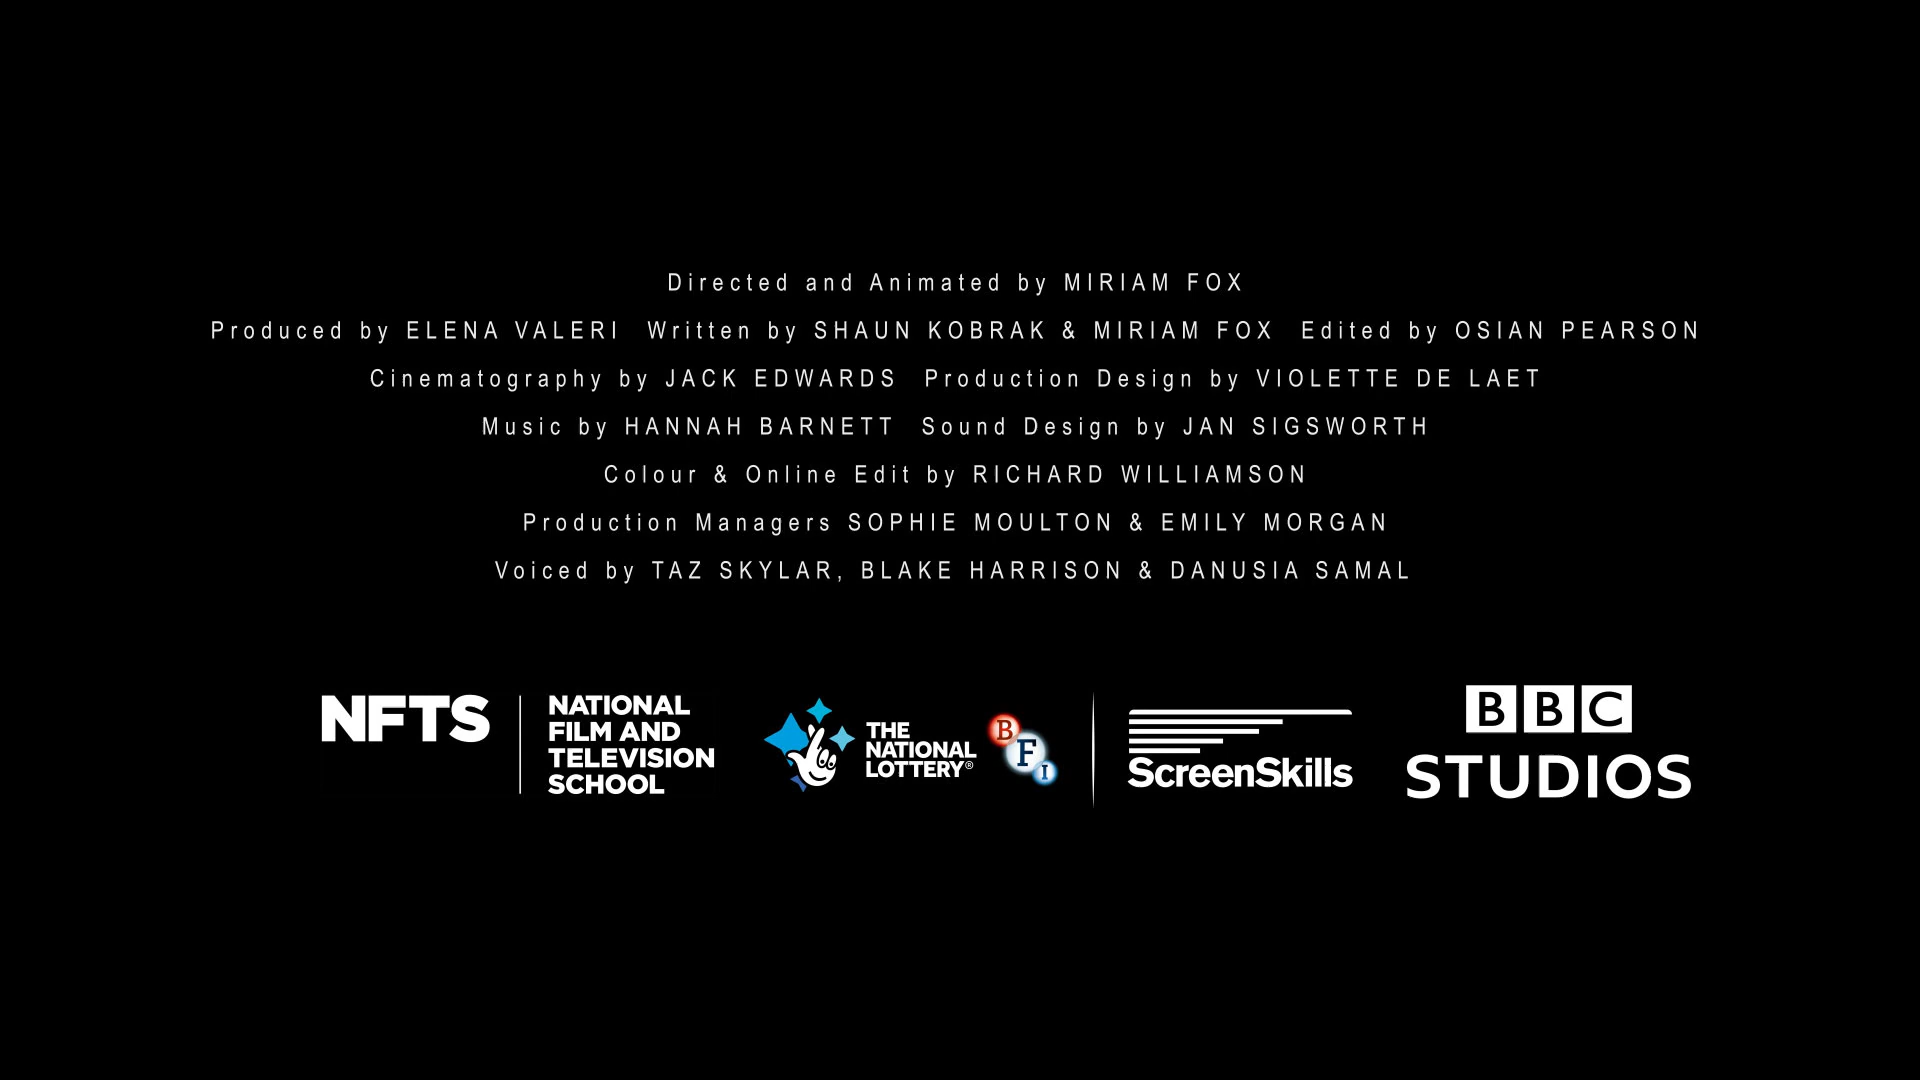 Directed and Animated by MIRIAM FOX
Produced by ELENA VALERI Written by SHAUN KOBRAK & MIRIAM FOX Edited by OSIAN PEARSON
Cinematography by JACK EDWARDS Production Design by VIOLETTE DE LAET
Music by HANNAH BARNETT Sound Design by JAN SIGSWORTH
Colour & Online Edit by RICHARD WILLIAMSON
Production Managers SOPHIE MOULTON & EMILY MORGAN
Voiced by TAZ SKYLAR, BLAKE HARRISON & DANUSIA SAMAL
NFTS
NATIONAL
FILM AND
TELEVISION
SCHOOL
THE
NATIONAL
LOTTERY®
BFI
ScreenSkills
BBC
STUDIOS